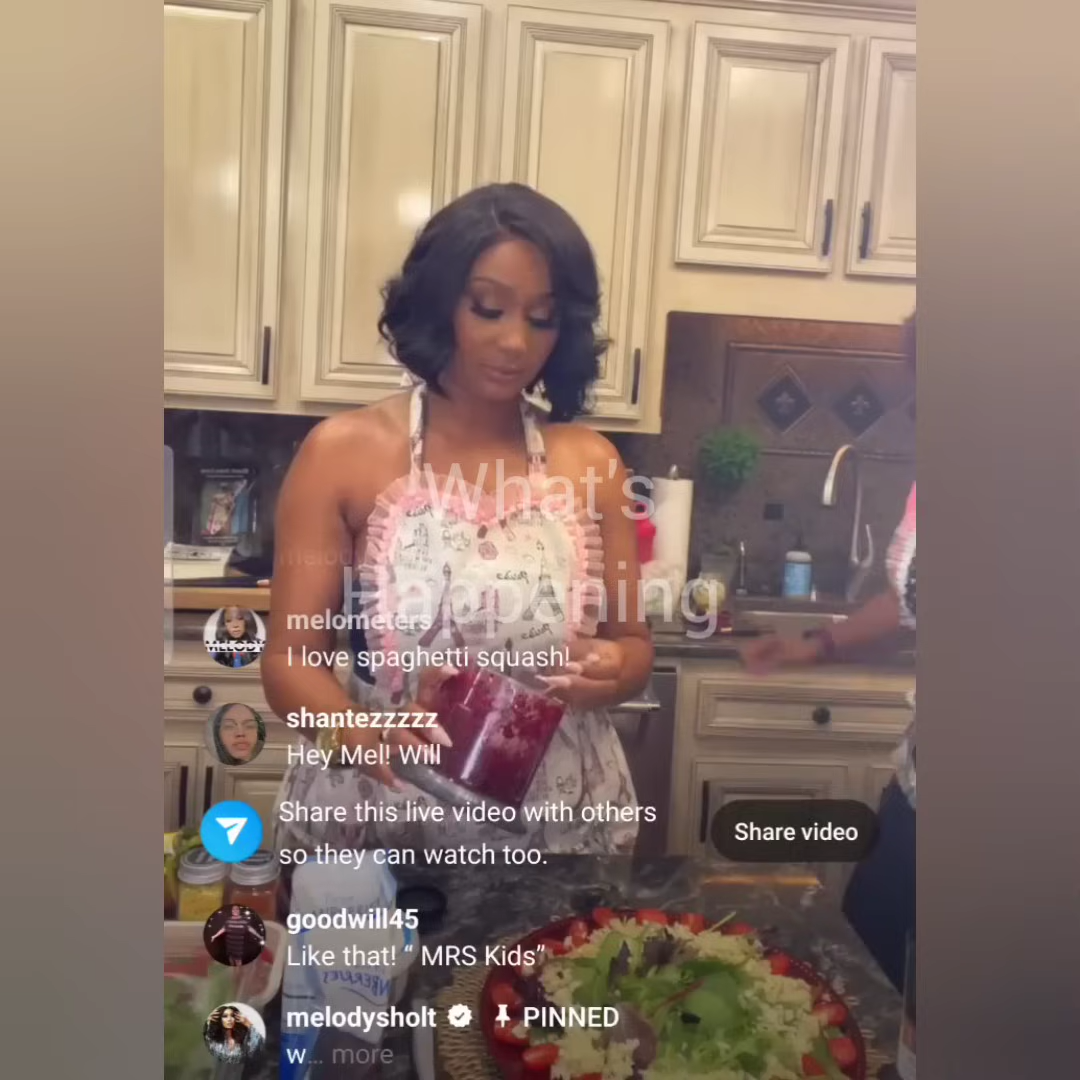 What's
Happening
melometers
I love spaghetti squash!
MELODY
shantezzzzz
Hey Mel! Will
Share this live video with others
so they can watch too.
Share video
goodwill45
Like that! “ MRS Kids”
melodysholt PINNED
w... more